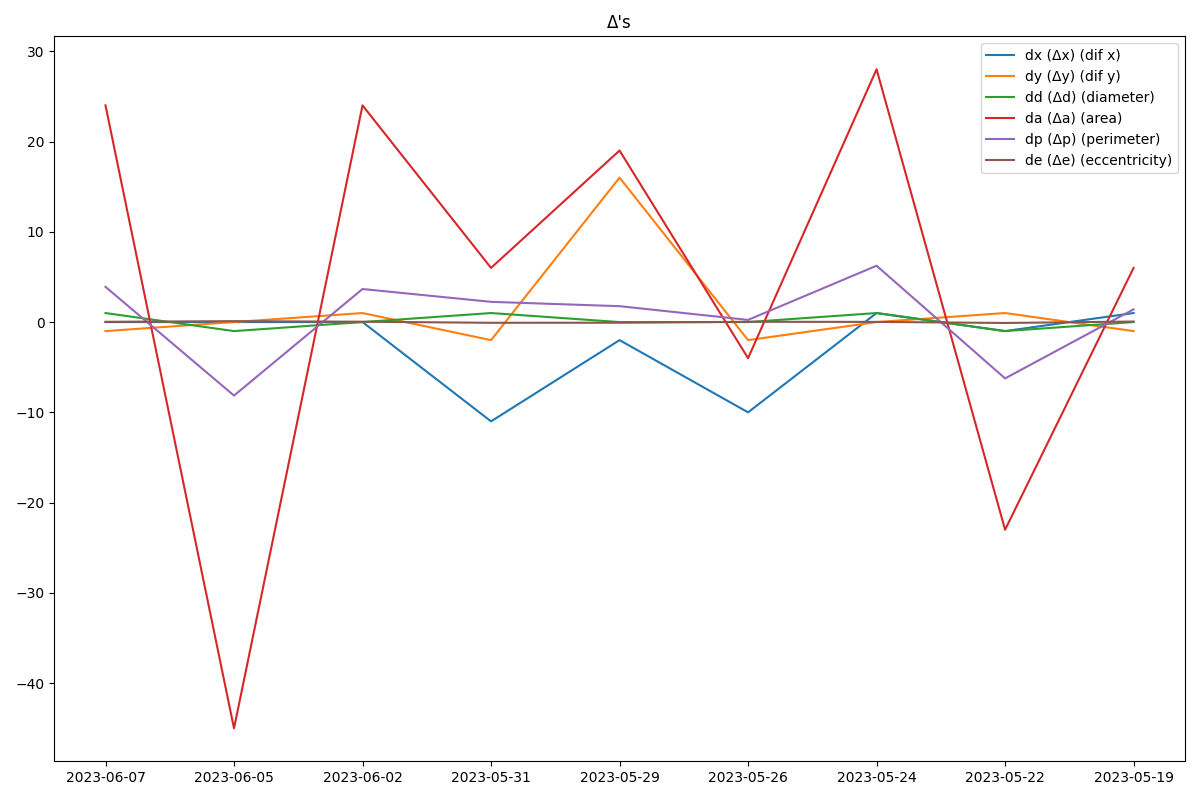 Δ's
dx (Δx) (dif x)
dy (Δy) (dif y)
dd (Δd) (diameter)
da (Δa) (area)
dp (Δp) (perimeter)
de (Δe) (eccentricity)
30
20
10
0
−10
−20
−30
−40
2023-06-07 2023-06-05 2023-06-02 2023-05-31 2023-05-29 2023-05-26 2023-05-24 2023-05-22 2023-05-19